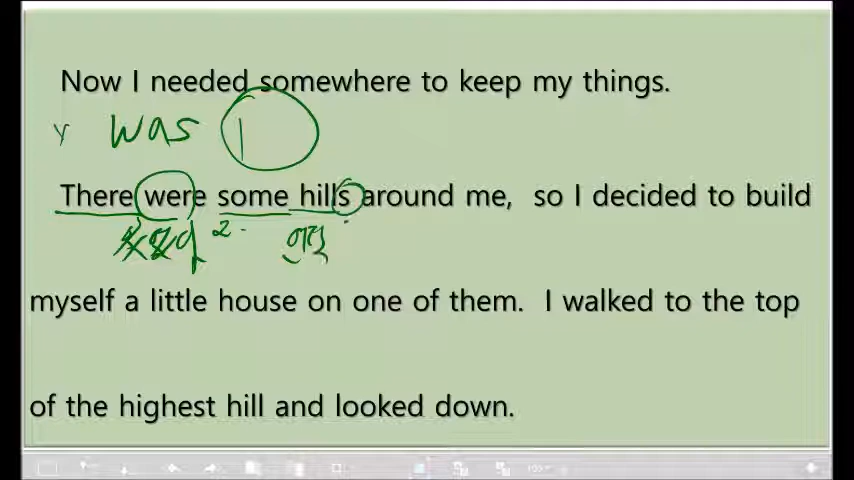 Now I needed somewhere to keep my things.
was 1
There were some hills around me, so I decided to build
2
myself a little house on one of them. I walked to the top
of the highest hill and looked down.